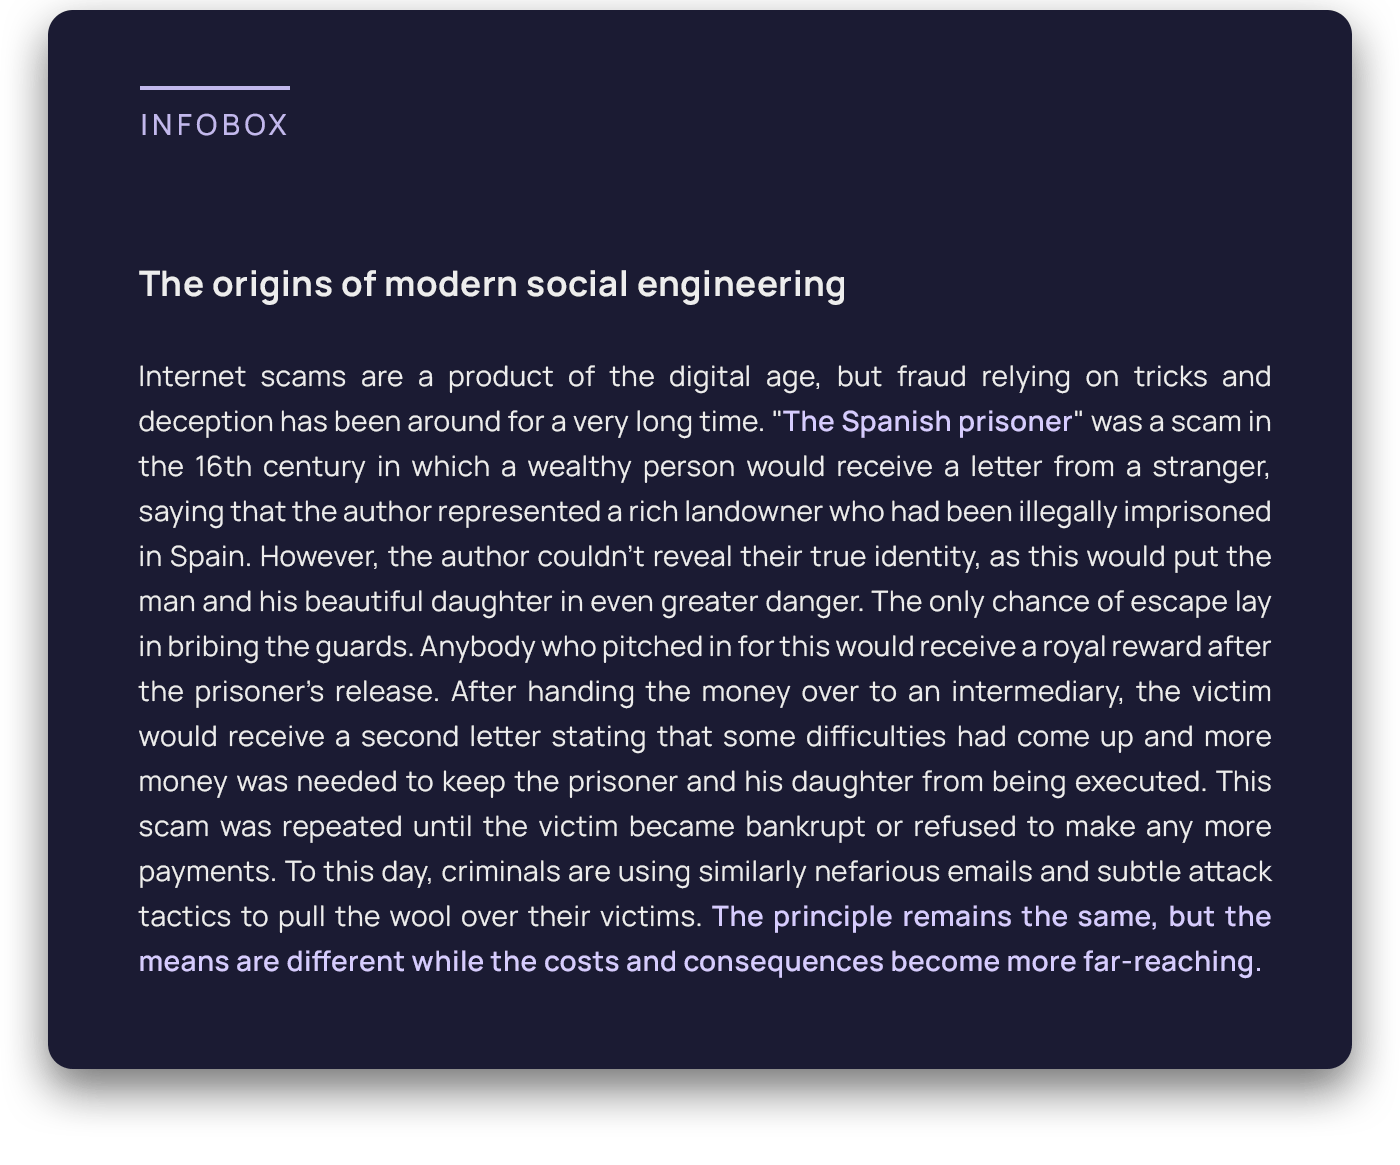 INFOBOX
The origins of modern social engineering
Internet scams are a product of the digital age, but fraud relying on tricks and
deception has been around for a very long time. "The Spanish prisoner" was a scam in
the 16th century in which a wealthy person would receive a letter from a stranger,
saying that the author represented a rich landowner who had been illegally imprisoned
in Spain. However, the author couldn’t reveal their true identity, as this would put the
man and his beautiful daughter in even greater danger. The only chance of escape lay
in bribing the guards. Anybody who pitched in for this would receive a royal reward after
the prisoner’s release. After handing the money over to an intermediary, the victim
would receive a second letter stating that some difficulties had come up and more
money was needed to keep the prisoner and his daughter from being executed. This
scam was repeated until the victim became bankrupt or refused to make any more
payments. To this day, criminals are using similarly nefarious emails and subtle attack
tactics to pull the wool over their victims. The principle remains the same, but the
means are different while the costs and consequences become more far-reaching.